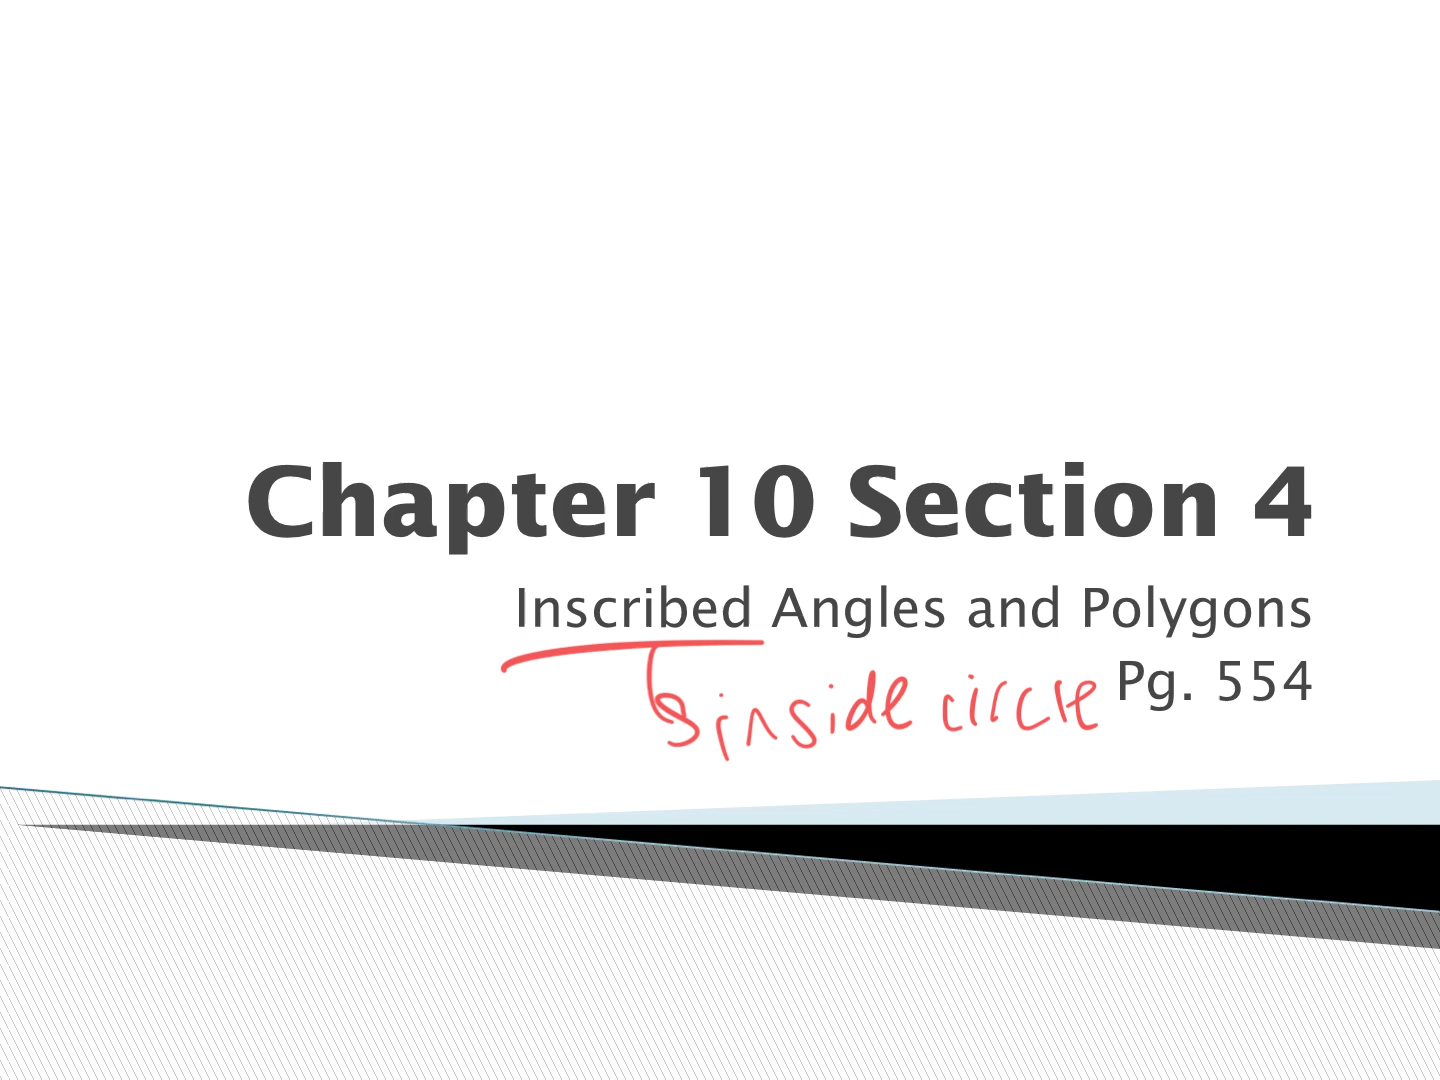 Chapter 10 Section 4
Inscribed Angles and Polygons
Pg. 554
inside circle